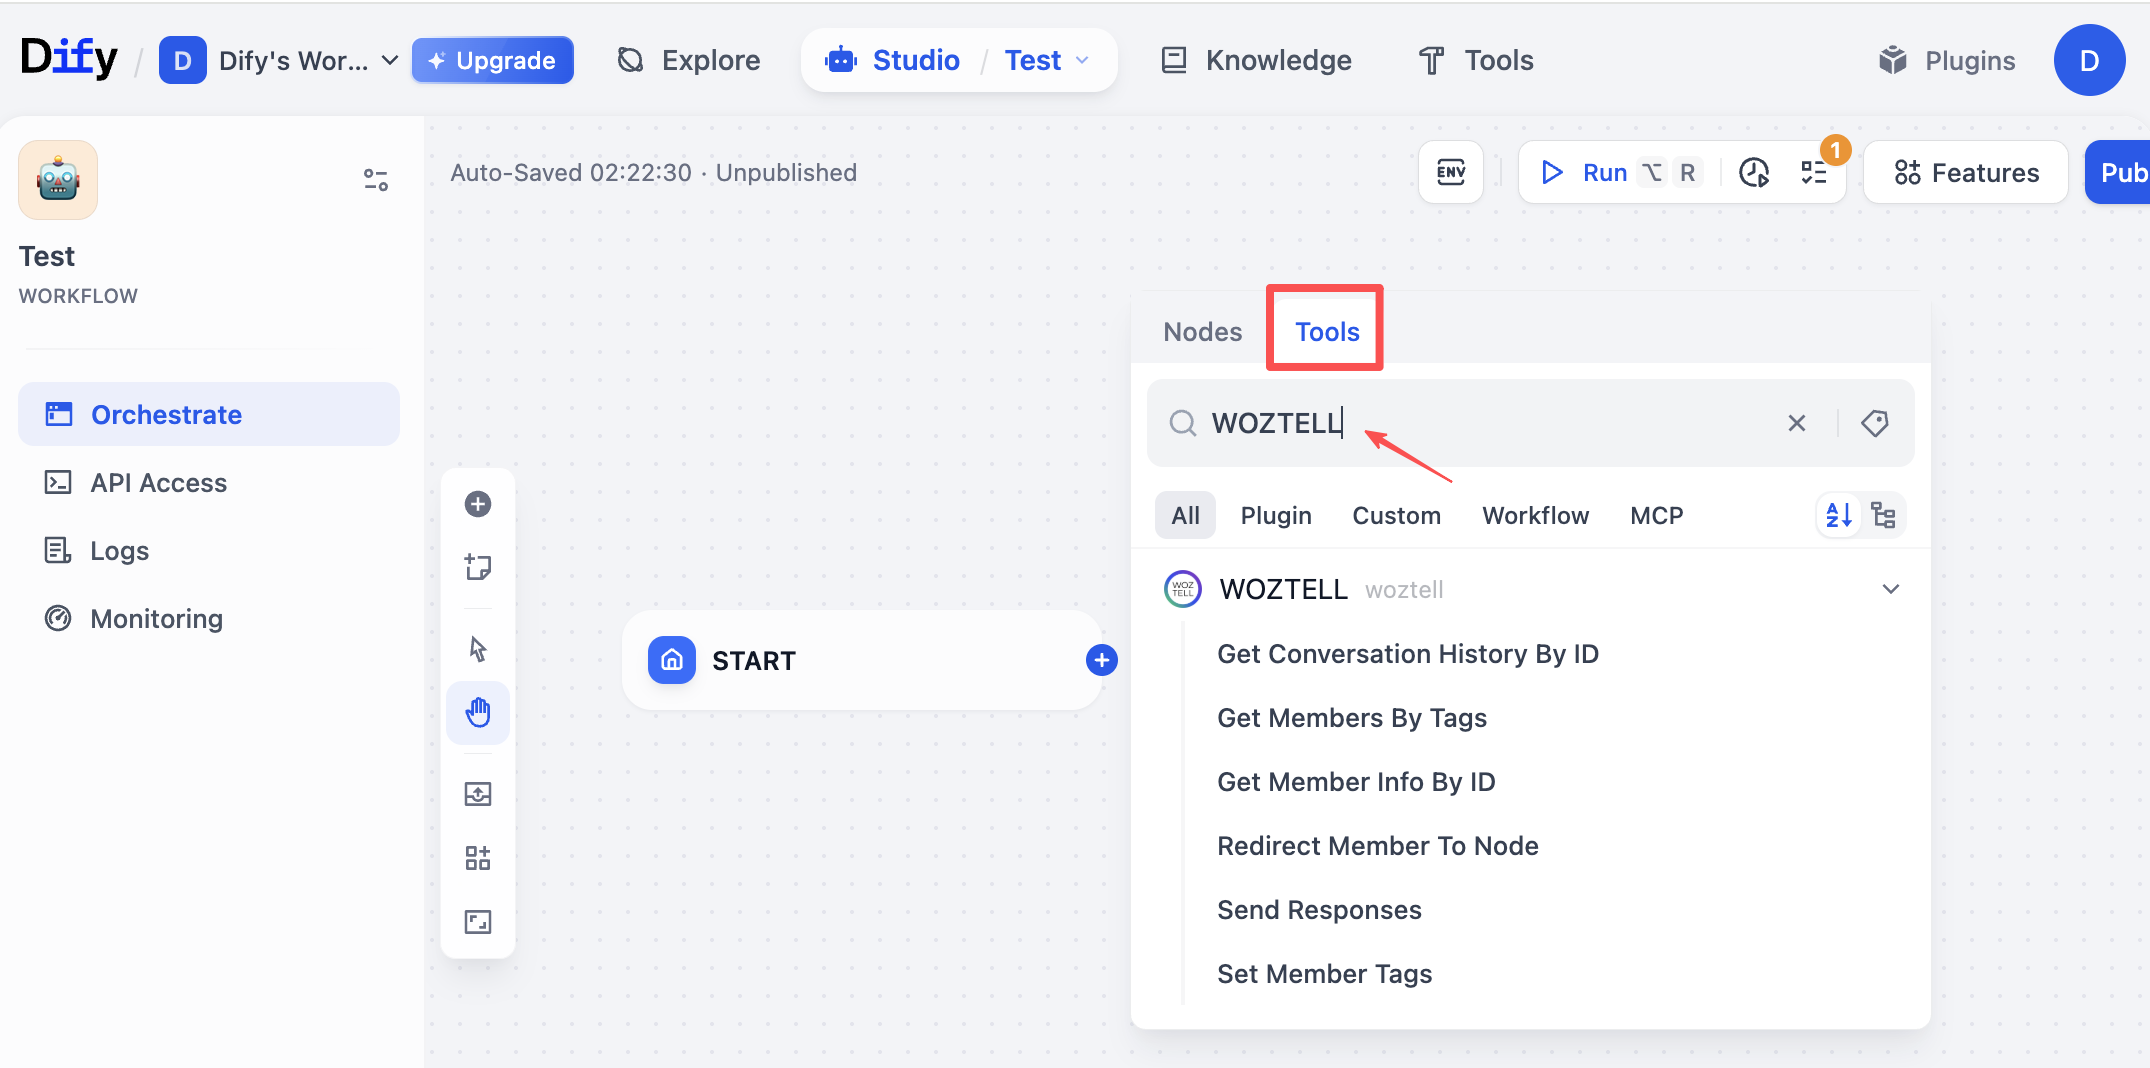 Dify / D Dify's Wor... Upgrade Explore Studio / Test Knowledge Tools Plugins D
Test
WORKFLOW
Orchestrate
API Access
Logs
Monitoring
Auto-Saved 02:22:30 · Unpublished
ENV Run ⌥ R 1 Features Pub
START
Nodes Tools
WOZTELL
All Plugin Custom Workflow MCP AZ
WOZ TELL WOZTELL woztell
Get Conversation History By ID
Get Members By Tags
Get Member Info By ID
Redirect Member To Node
Send Responses
Set Member Tags